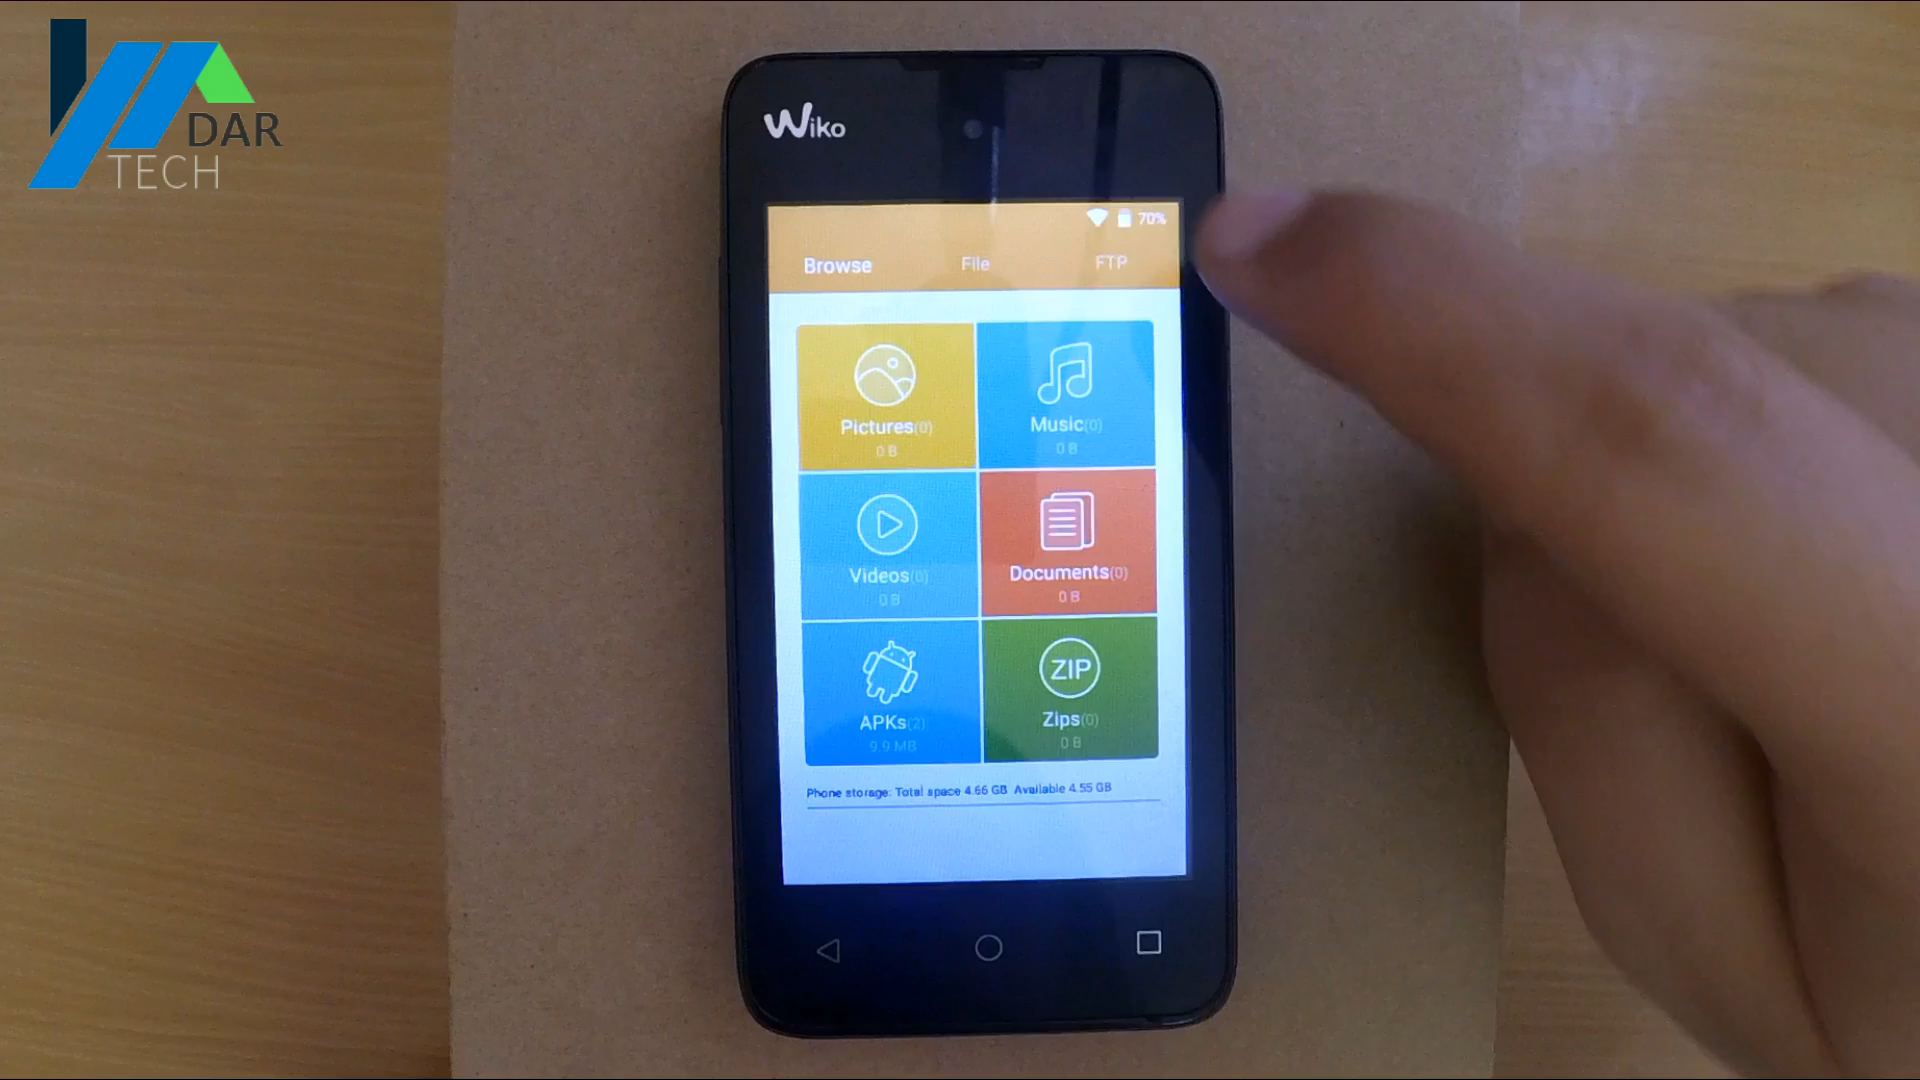 DAR
TECH
Wiko
70%
Browse File FTP
Pictures(0) Music(0)
0 B 0 B
Videos(0) Documents(0)
0 B 0 B
ZIP
APKs(2) Zips(0)
9.9 MB 0 B
Phone storage: Total space 4.66 GB Available 4.55 GB